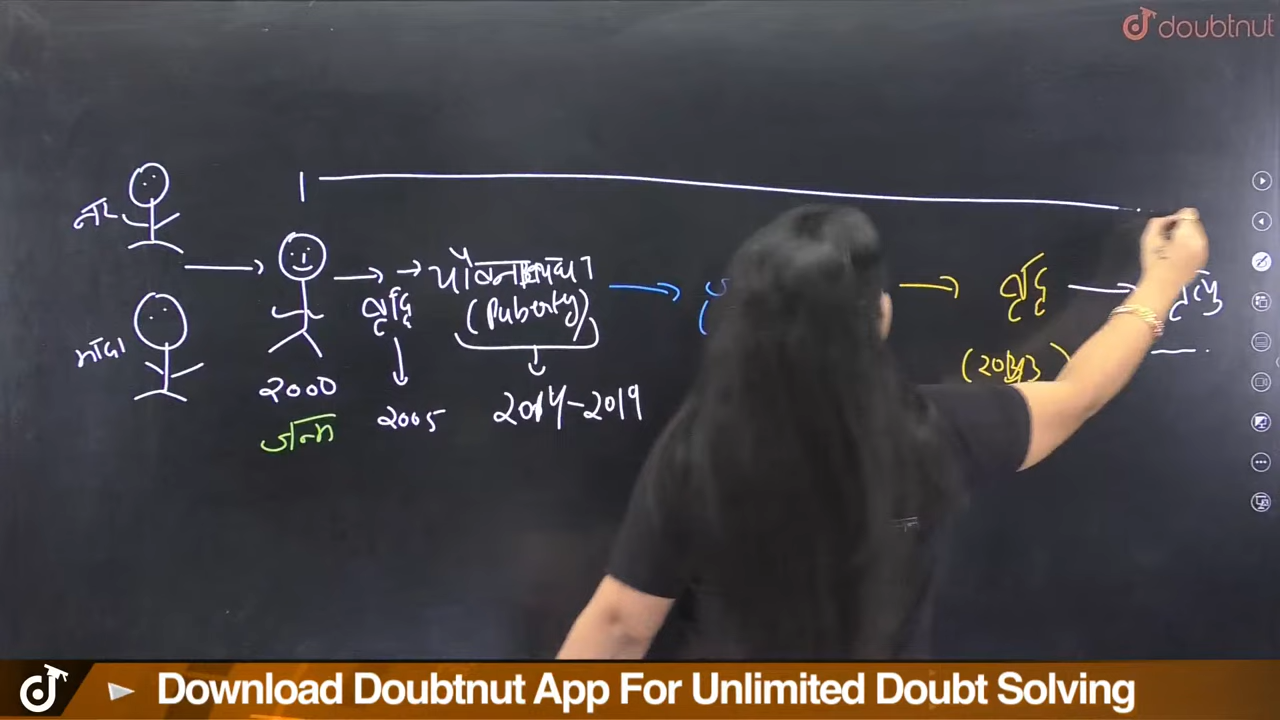 doubtnut
नर
मादा
2000
जन्म
वृद्धि
2005
यौवनावस्था
(Puberty)
2014-2019
वृद्धि
मृत्यु
Download Doubtnut App For Unlimited Doubt Solving